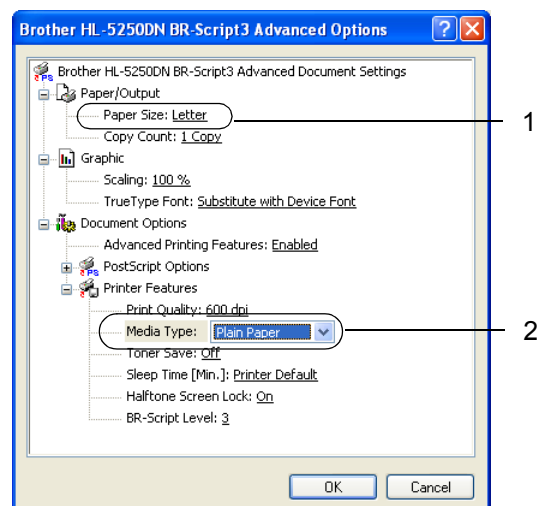 Brother HL-5250DN BR-Script3 Advanced Options
Brother HL-5250DN BR-Script3 Advanced Document Settings
Paper/Output
Paper Size: Letter
1
Copy Count: 1 Copy
Graphic
Scaling: 100 %
TrueType Font: Substitute with Device Font
Document Options
Advanced Printing Features: Enabled
PostScript Options
Printer Features
Print Quality: 600 dpi
Media Type: Plain Paper
2
Toner Save: Off
Sleep Time [Min.]: Printer Default
Halftone Screen Lock: On
BR-Script Level: 3
OK Cancel